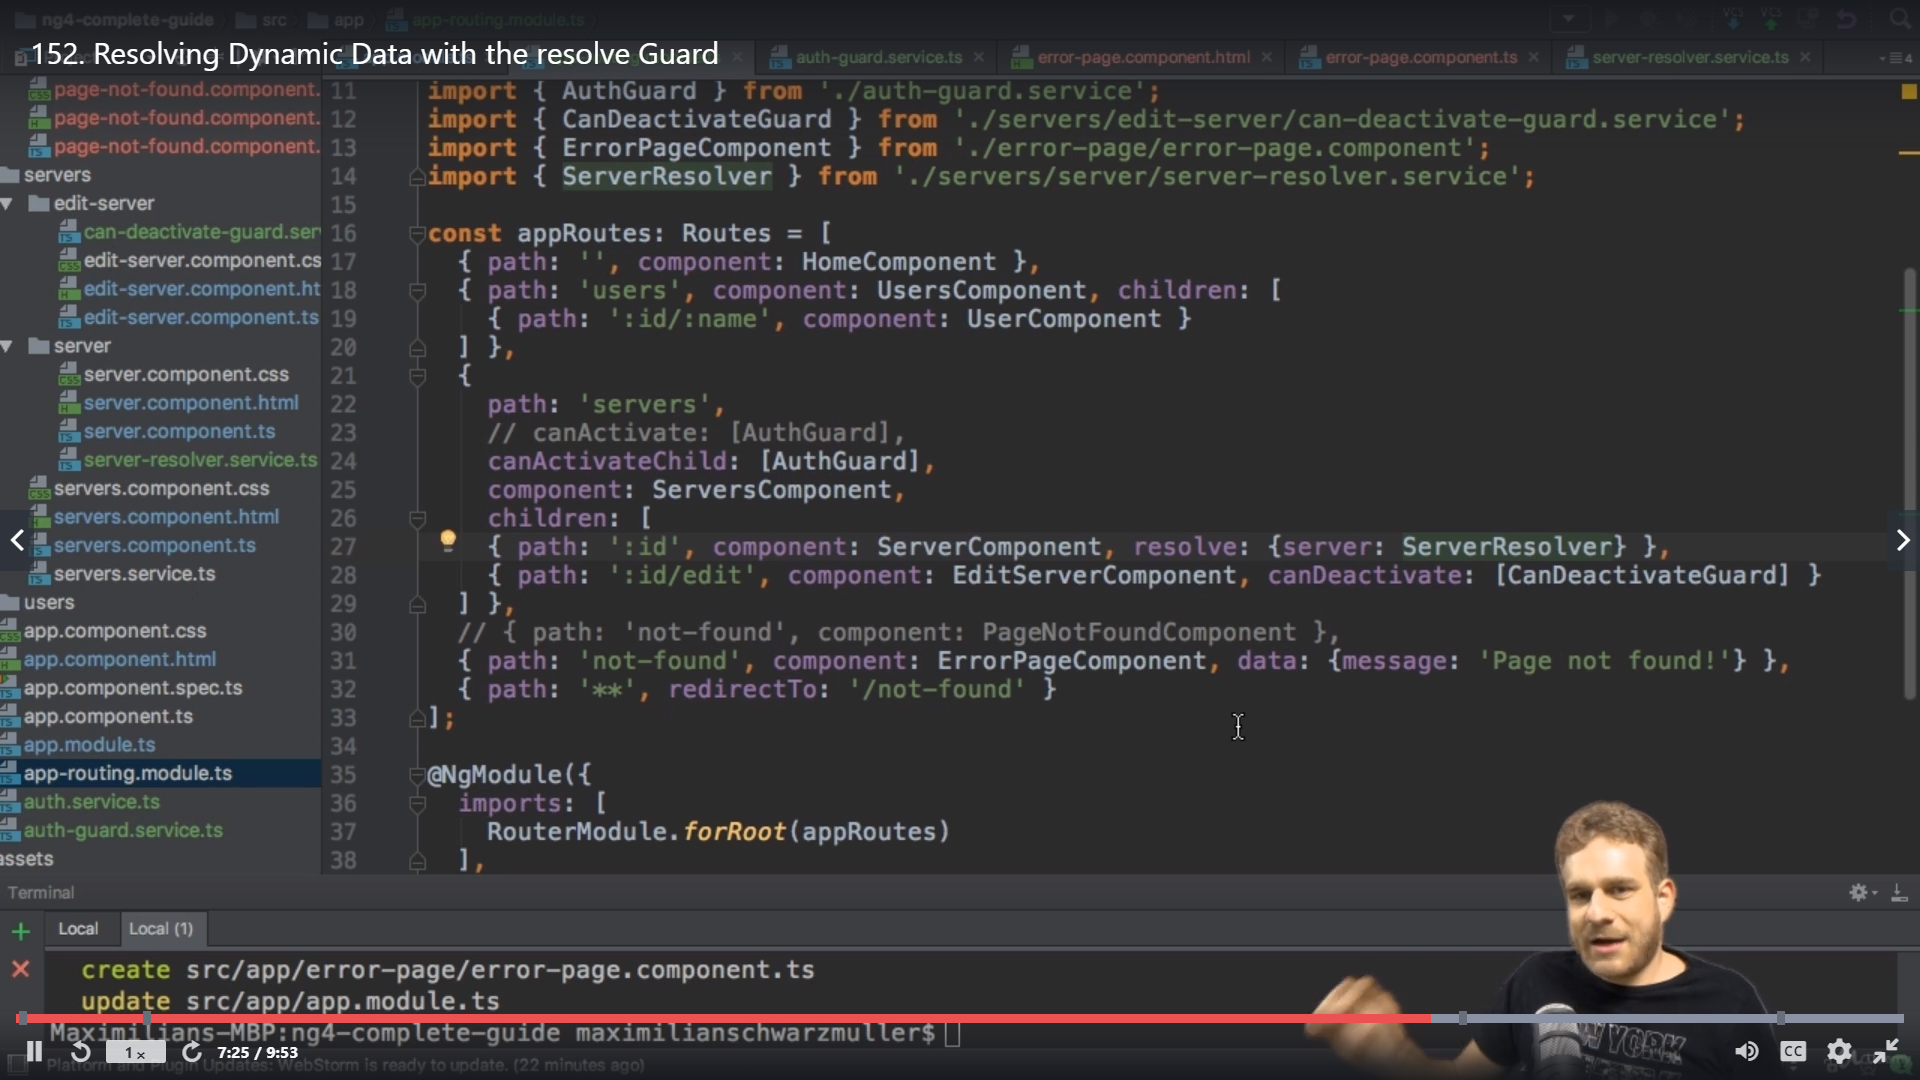 ng4-complete-guide src app app-routing.module.ts
152. Resolving Dynamic Data with the resolve Guard
auth-guard.service.ts
error-page.component.html
error-page.component.ts
server-resolver.service.ts
page-not-found.component.
page-not-found.component.
page-not-found.component.
servers
edit-server
can-deactivate-guard.ser
edit-server.component.cs
edit-server.component.ht
edit-server.component.ts
server
server.component.css
server.component.html
server.component.ts
server-resolver.service.ts
servers.component.css
servers.component.html
servers.component.ts
servers.service.ts
users
app.component.css
app.component.html
app.component.spec.ts
app.component.ts
app.module.ts
app-routing.module.ts
auth.service.ts
auth-guard.service.ts
assets
11 import { AuthGuard } from './auth-guard.service';
12 import { CanDeactivateGuard } from './servers/edit-server/can-deactivate-guard.service';
13 import { ErrorPageComponent } from './error-page/error-page.component';
14 import { ServerResolver } from './servers/server/server-resolver.service';
15
16 const appRoutes: Routes = [
17 { path: '', component: HomeComponent },
18 { path: 'users', component: UsersComponent, children: [
19 { path: ':id/:name', component: UserComponent }
20 ] },
21 {
22 path: 'servers',
23 // canActivate: [AuthGuard],
24 canActivateChild: [AuthGuard],
25 component: ServersComponent,
26 children: [
27 { path: ':id', component: ServerComponent, resolve: {server: ServerResolver} },
28 { path: ':id/edit', component: EditServerComponent, canDeactivate: [CanDeactivateGuard] }
29 ] },
30 // { path: 'not-found', component: PageNotFoundComponent },
31 { path: 'not-found', component: ErrorPageComponent, data: {message: 'Page not found!'} },
32 { path: '**', redirectTo: '/not-found' }
33 ];
34
35 @NgModule({
36 imports: [
37 RouterModule.forRoot(appRoutes)
38 ],
Terminal
Local Local (1)
create src/app/error-page/error-page.component.ts
update src/app/app.module.ts
Maximilians-MBP:ng4-complete-guide maximilianschwarzmuller$
1x 7:25 / 9:53
CC
Platform and Plugin Updates: WebStorm is ready to update. (22 minutes ago)
NEW YORK